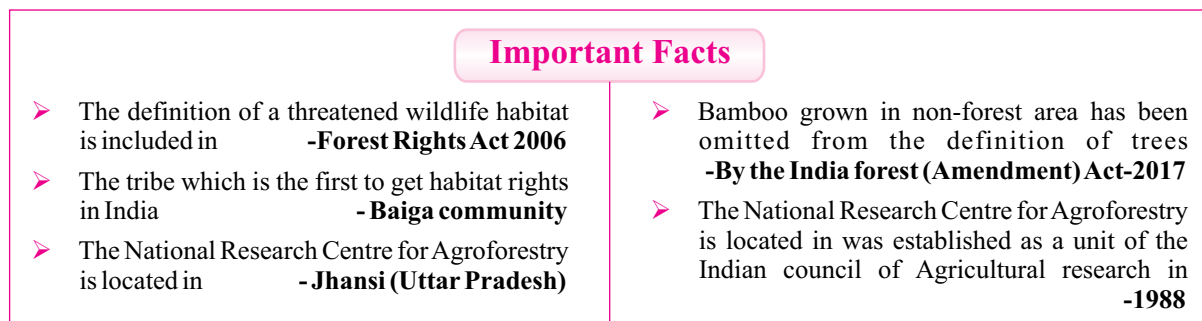 Important Facts
➢ The definition of a threatened wildlife habitat
is included in -Forest Rights Act 2006
➢ The tribe which is the first to get habitat rights
in India - Baiga community
➢ The National Research Centre for Agroforestry
is located in - Jhansi (Uttar Pradesh)
➢ Bamboo grown in non-forest area has been
omitted from the definition of trees
-By the India forest (Amendment) Act-2017
➢ The National Research Centre for Agroforestry
is located in was established as a unit of the
Indian council of Agricultural research in
-1988